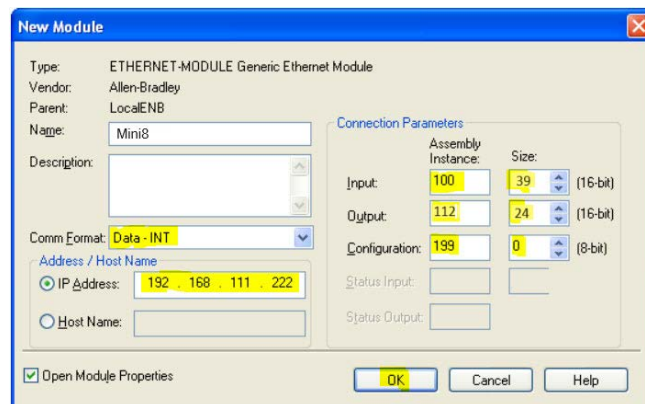 New Module
Type: ETHERNET-MODULE Generic Ethernet Module
Vendor: Allen-Bradley
Parent: LocalENB
Name: Mini8
Description:
Comm Format: Data - INT
Address / Host Name
IP Address: 192 . 168 . 111 . 222
Host Name:
Connection Parameters
Assembly Instance: Size:
Input: 100 39 (16-bit)
Output: 112 24 (16-bit)
Configuration: 199 0 (8-bit)
Status Input:
Status Output:
Open Module Properties
OK Cancel Help